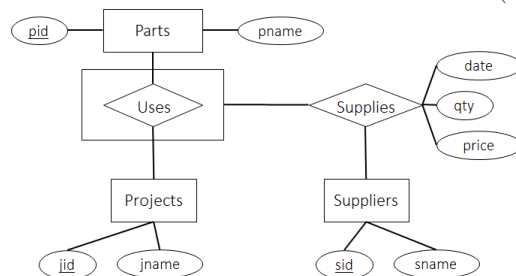 pid
Parts
pname
date
Uses
Supplies
qty
price
Projects
Suppliers
jid
jname
sid
sname